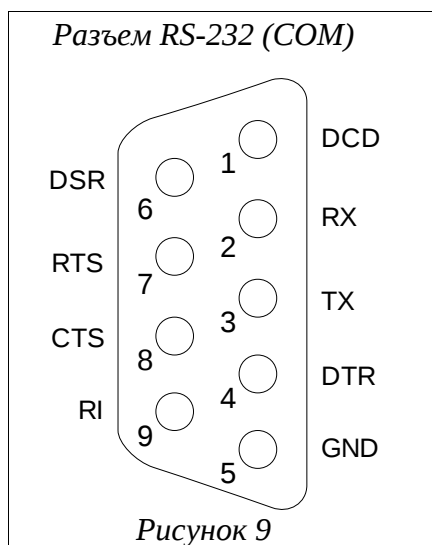 Разъем RS-232 (COM)
DCD
1
DSR
6
RX
2
RTS
7
TX
3
CTS
8
DTR
4
RI
9
GND
5
Рисунок 9